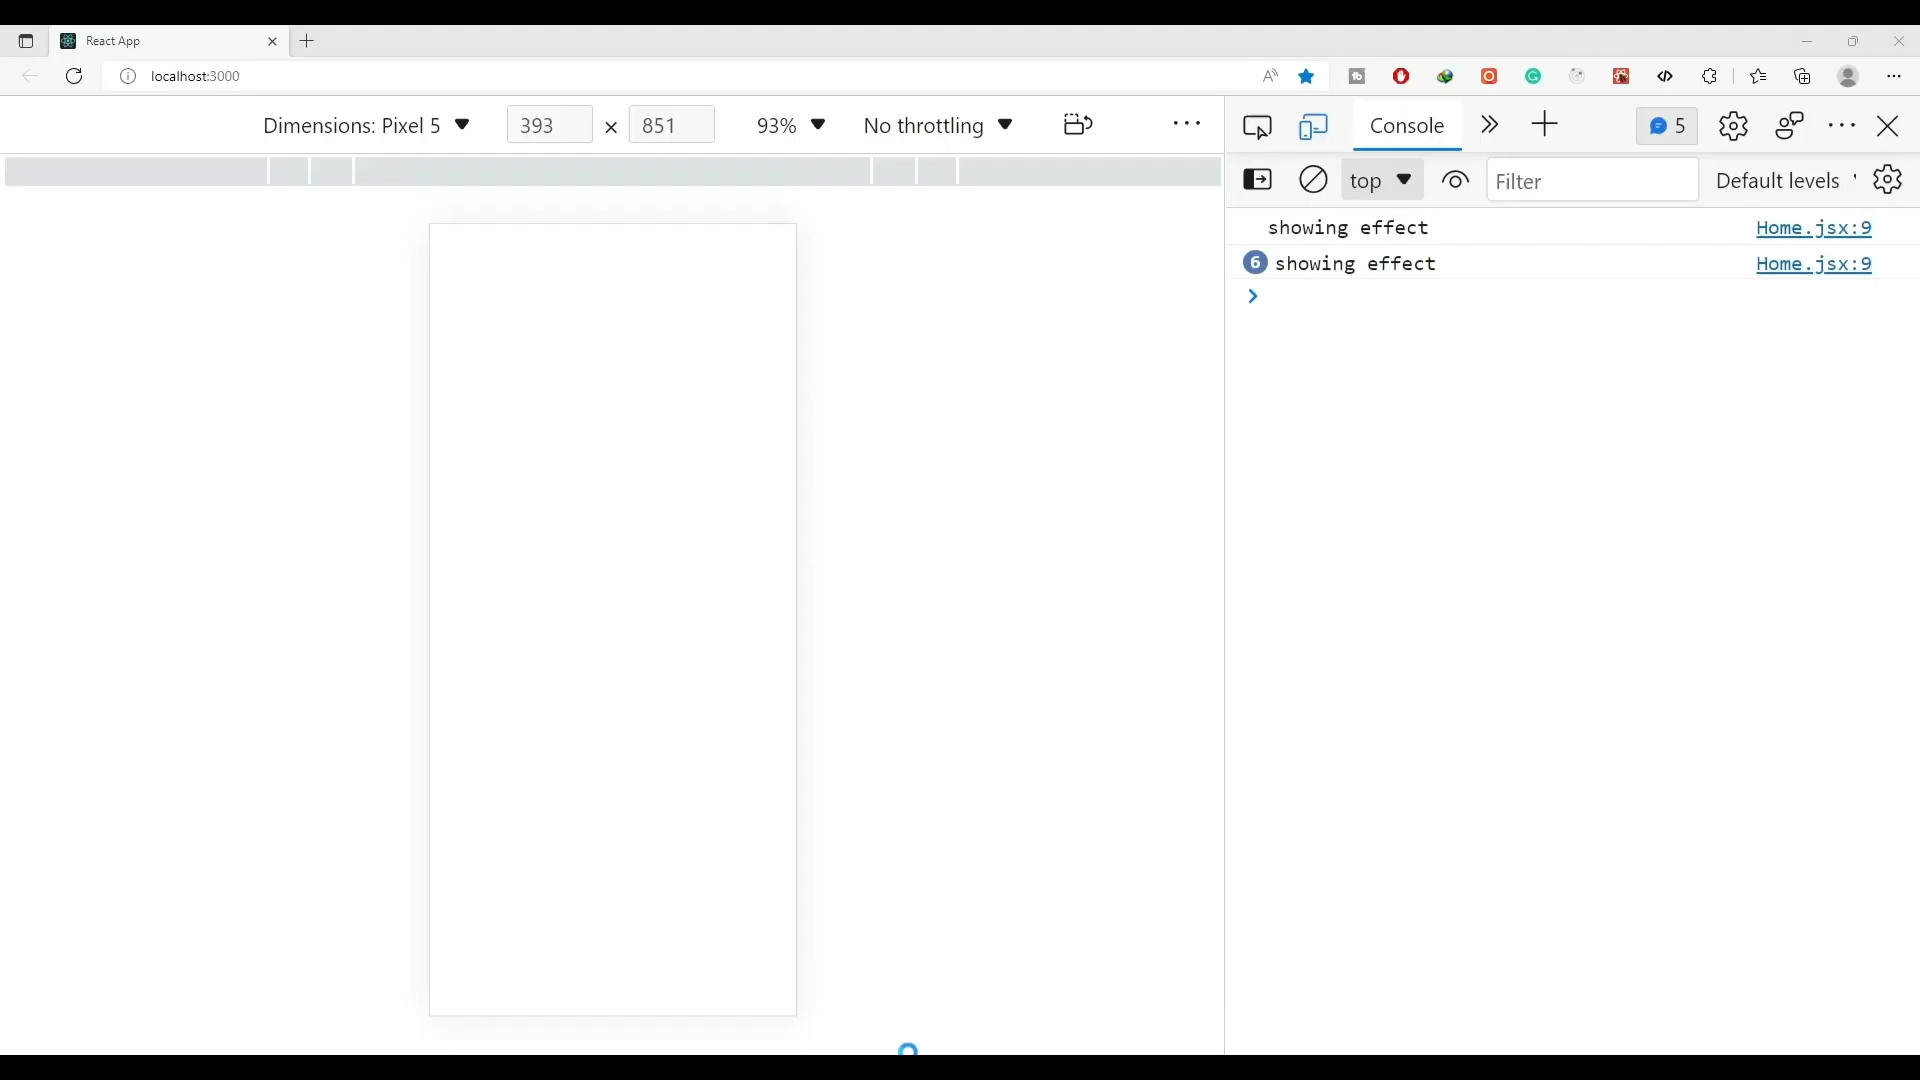 React App
localhost:3000
Dimensions: Pixel 5 393 × 851 93% No throttling
Console 5
top Filter Default levels
showing effect Home.jsx:9
6 showing effect Home.jsx:9